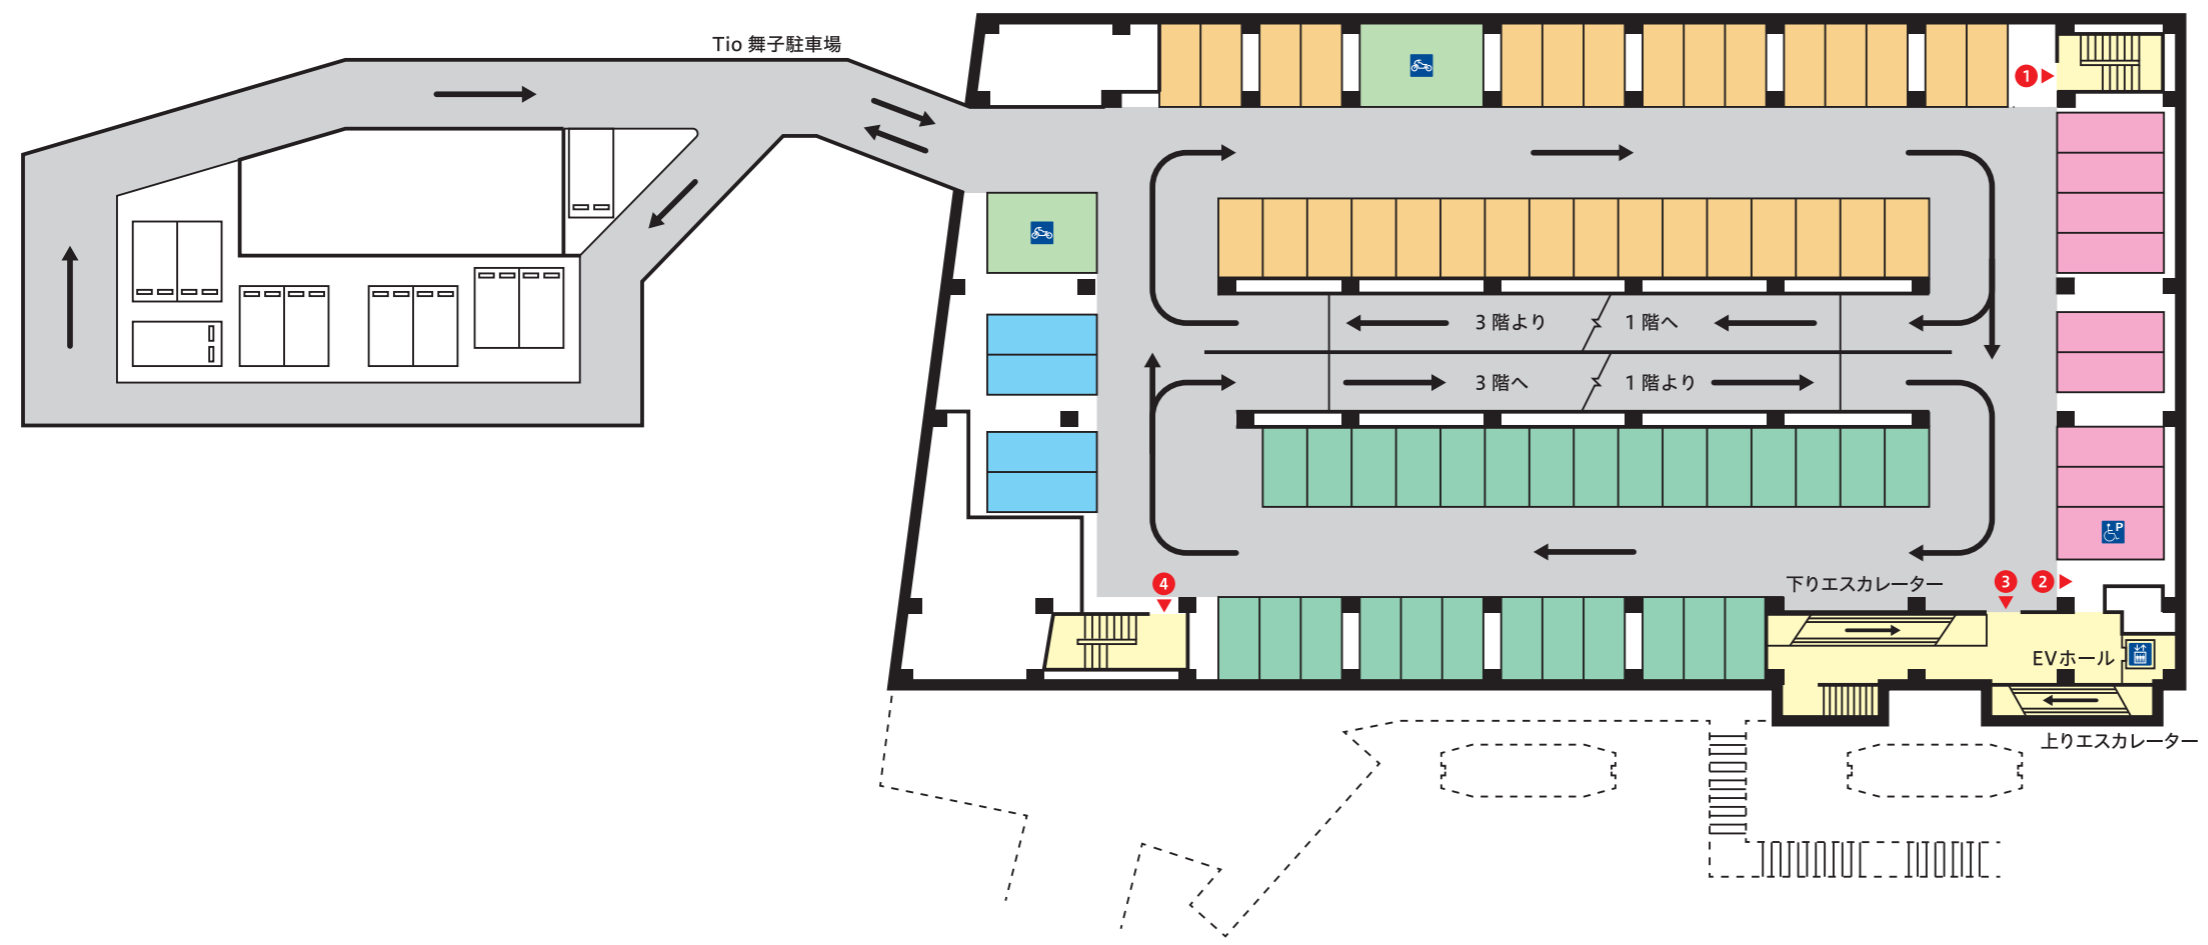 Tio 舞子駐車場
1
3 階より
1 階へ
3 階へ
1 階より
P
4
下りエスカレーター
3
2
EVホール
上りエスカレーター